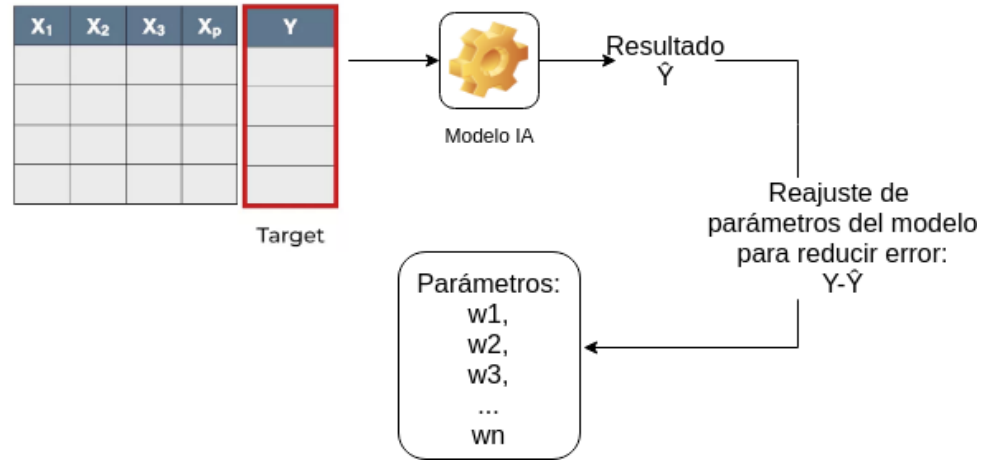 X₁ X₂ X₃ Xₚ Y
Target
Modelo IA
Resultado
Ŷ
Reajuste de
parámetros del modelo
para reducir error:
Y-Ŷ
Parámetros:
w1,
w2,
w3,
...
wn